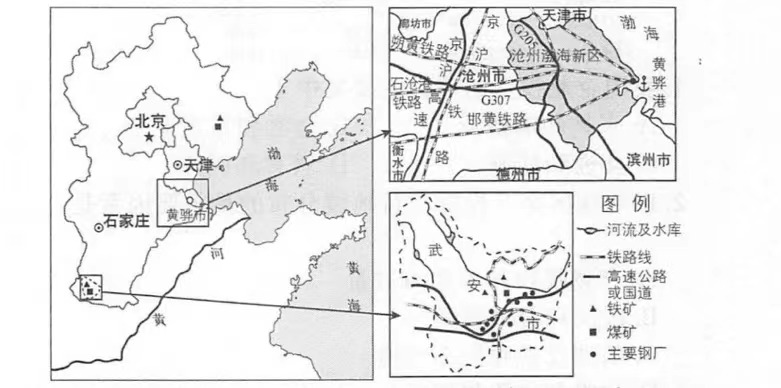 北京
天津
渤
海
黄骅市
石家庄
河
黄
黄
海
廊坊市
天津市
渤
海
朔黄铁路
京
沪
高
速
京
沪
铁
路
G205
沧州渤海新区
黄
骅
港
沧州市
石沧港
铁路
G307
邯黄铁路
衡
水
市
德州市
滨州市
武
安
市
图 例
河流及水库
铁路线
高速公路
或国道
铁矿
煤矿
主要钢厂